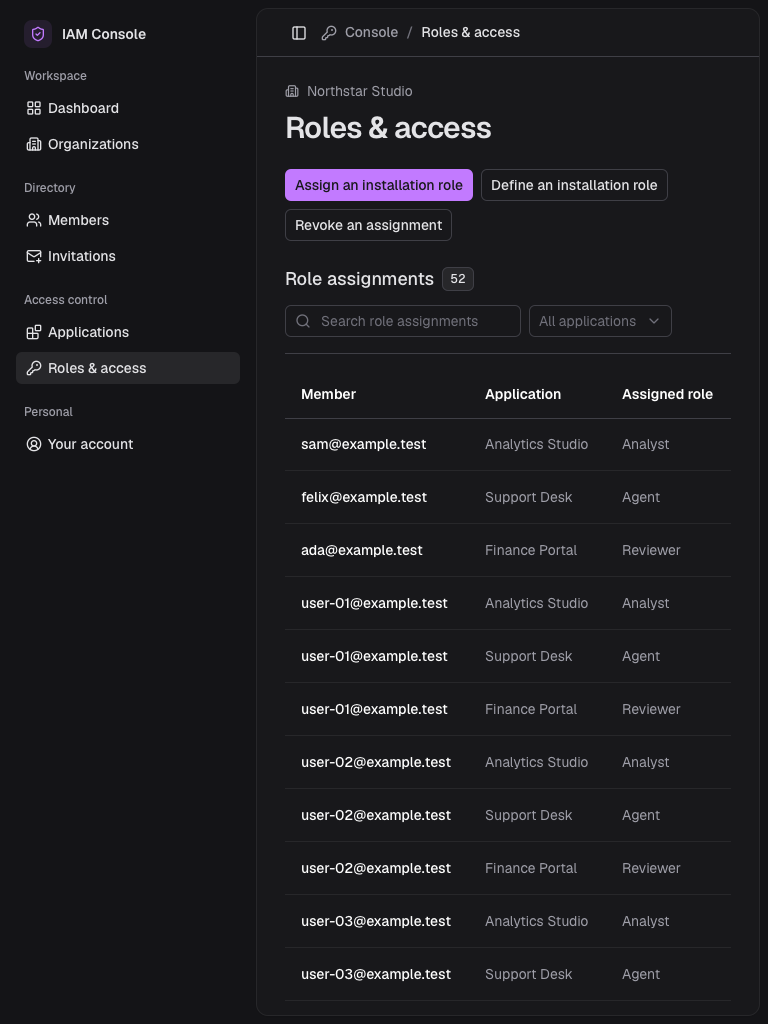 IAM Console
Workspace
Dashboard
Organizations
Directory
Members
Invitations
Access control
Applications
Roles & access
Personal
Your account
Console / Roles & access
Northstar Studio
Roles & access
Assign an installation role
Define an installation role
Revoke an assignment
Role assignments 52
Search role assignments
All applications
Member Application Assigned role
sam@example.test Analytics Studio Analyst
felix@example.test Support Desk Agent
ada@example.test Finance Portal Reviewer
user-01@example.test Analytics Studio Analyst
user-01@example.test Support Desk Agent
user-01@example.test Finance Portal Reviewer
user-02@example.test Analytics Studio Analyst
user-02@example.test Support Desk Agent
user-02@example.test Finance Portal Reviewer
user-03@example.test Analytics Studio Analyst
user-03@example.test Support Desk Agent